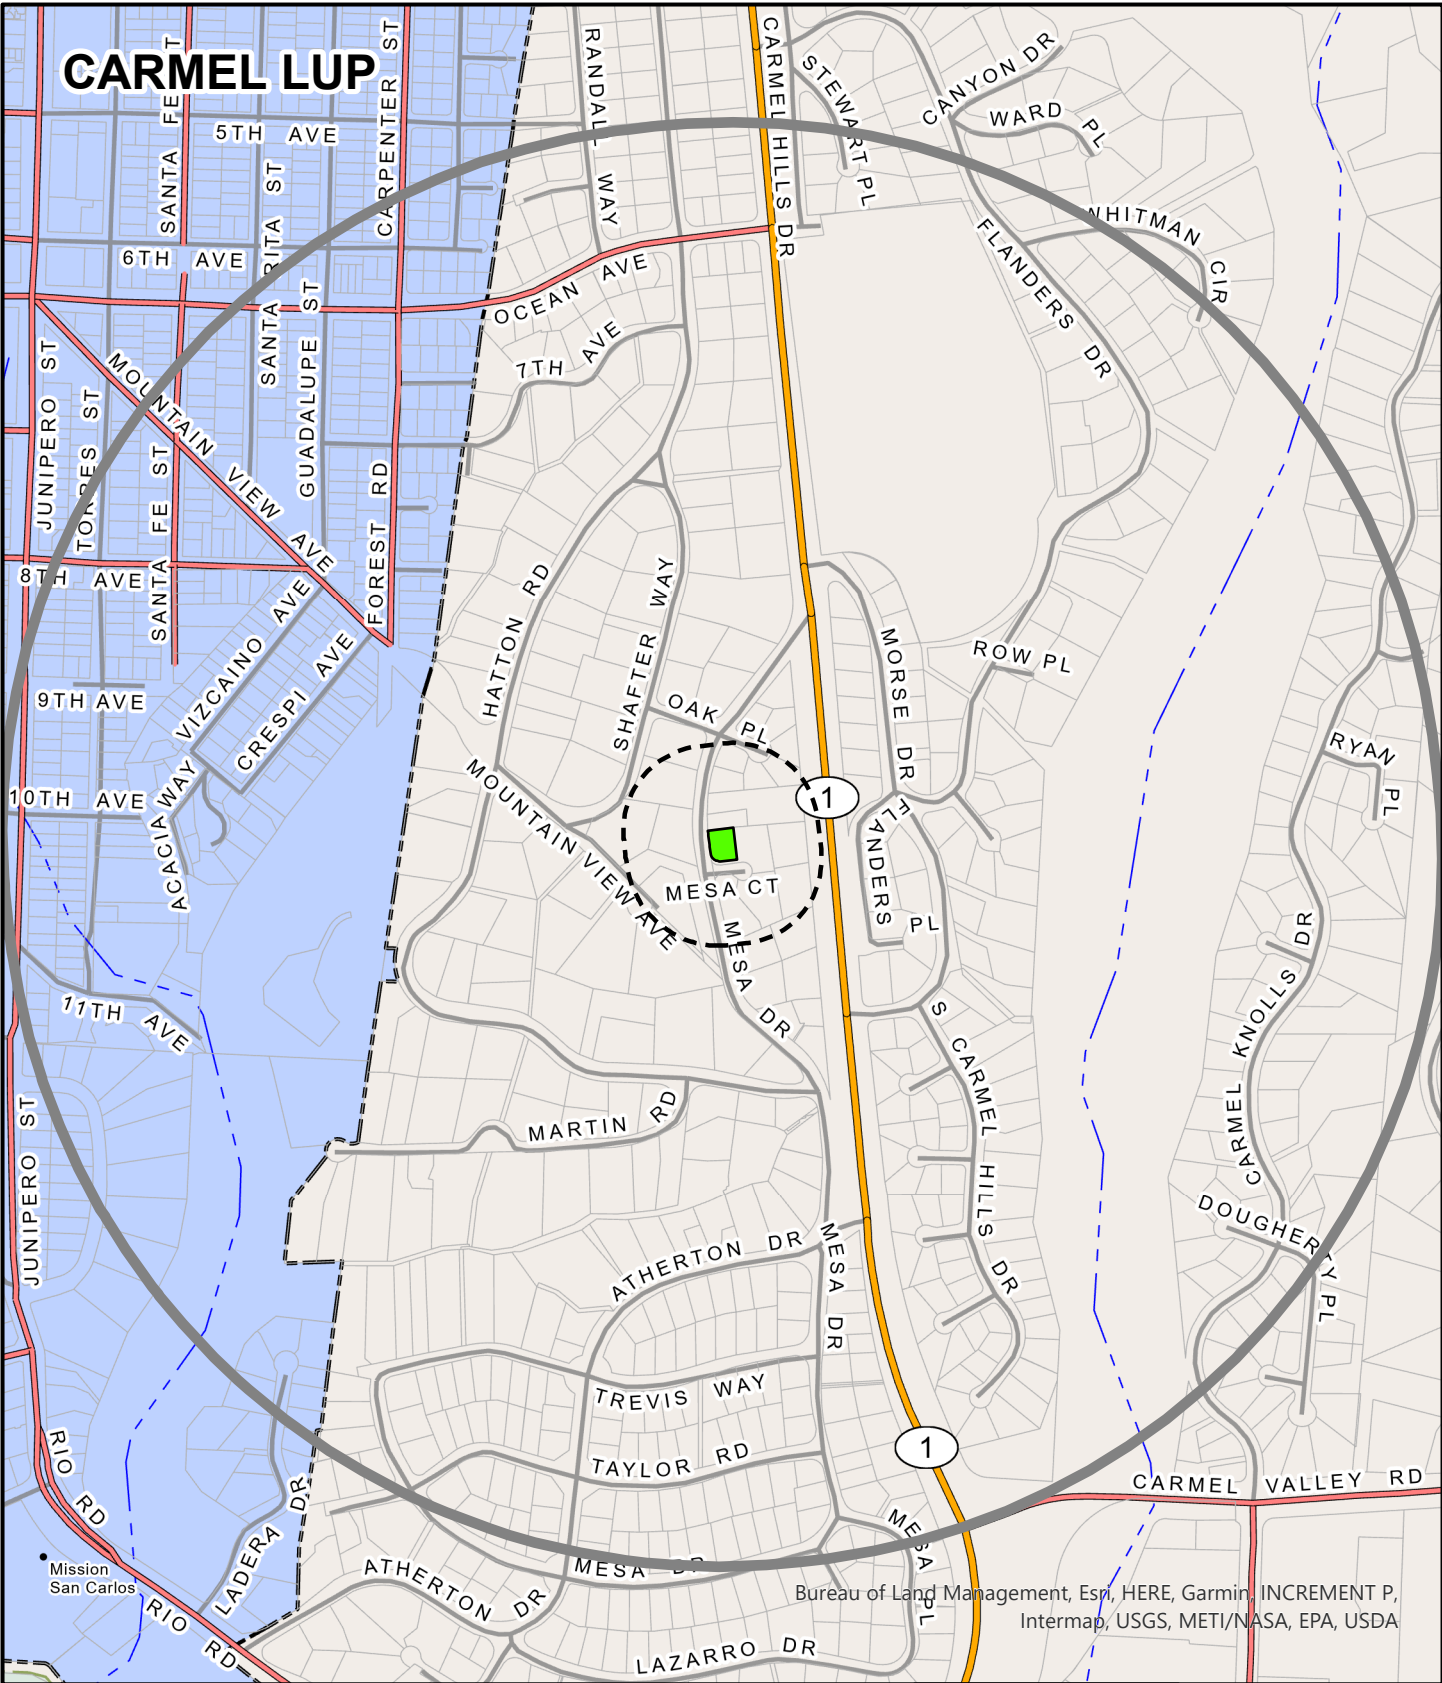 CARMEL LUP
SANTA FE ST
5TH AVE
CARPENTER ST
RANDALL WAY
CARMEL HILLS DR
STEWART PL
CANYON DR
WARD PL
SANTA RITA ST
6TH AVE
WHITMAN CIR
FLANDERS DR
OCEAN AVE
7TH AVE
JUNIPERO ST
TORRES ST
MOUNTAIN VIEW AVE
SANTA FE ST
GUADALUPE ST
FOREST RD
8TH AVE
HATTON RD
SHAFTER WAY
VIZCAINO AVE
CRESPI AVE
9TH AVE
OAK PL
MORSE DR
ROW PL
RYAN PL
10TH AVE
ACACIA WAY
MOUNTAIN VIEW AVE
1
FLANDERS PL
MESA CT
MESA DR
11TH AVE
CARMEL KNOLLS DR
S CARMEL HILLS DR
JUNIPERO ST
MARTIN RD
DOUGHERTY PL
ATHERTON DR
MESA DR
TREVIS WAY
TAYLOR RD
1
CARMEL VALLEY RD
RIO RD
LADERA DR
Mission
San Carlos
RIO RD
ATHERTON DR
MESA DR
MESA PL
LAZARRO DR
Bureau of Land Management, Esri, HERE, Garmin, INCREMENT P,
Intermap, USGS, METI/NASA, EPA, USDA